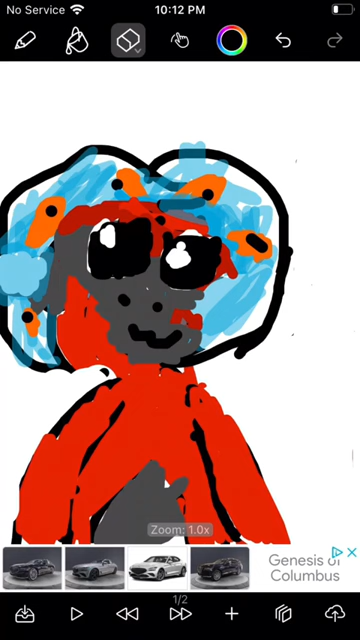 No Service 10:12 PM
Zoom: 1.0x
Genesis of
Columbus
1/2